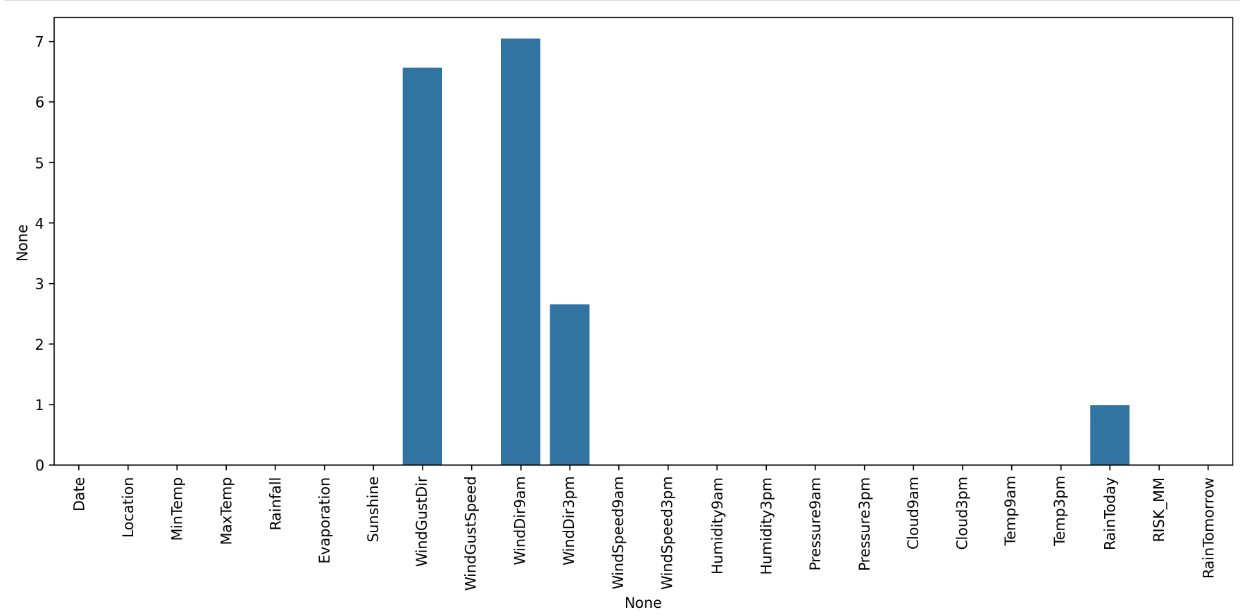 7
6
5
4
3
2
1
0
None
Date
Location
MinTemp
MaxTemp
Rainfall
Evaporation
Sunshine
WindGustDir
WindGustSpeed
WindDir9am
WindDir3pm
WindSpeed9am
WindSpeed3pm
Humidity9am
Humidity3pm
Pressure9am
Pressure3pm
Cloud9am
Cloud3pm
Temp9am
Temp3pm
RainToday
RISK_MM
RainTomorrow
None